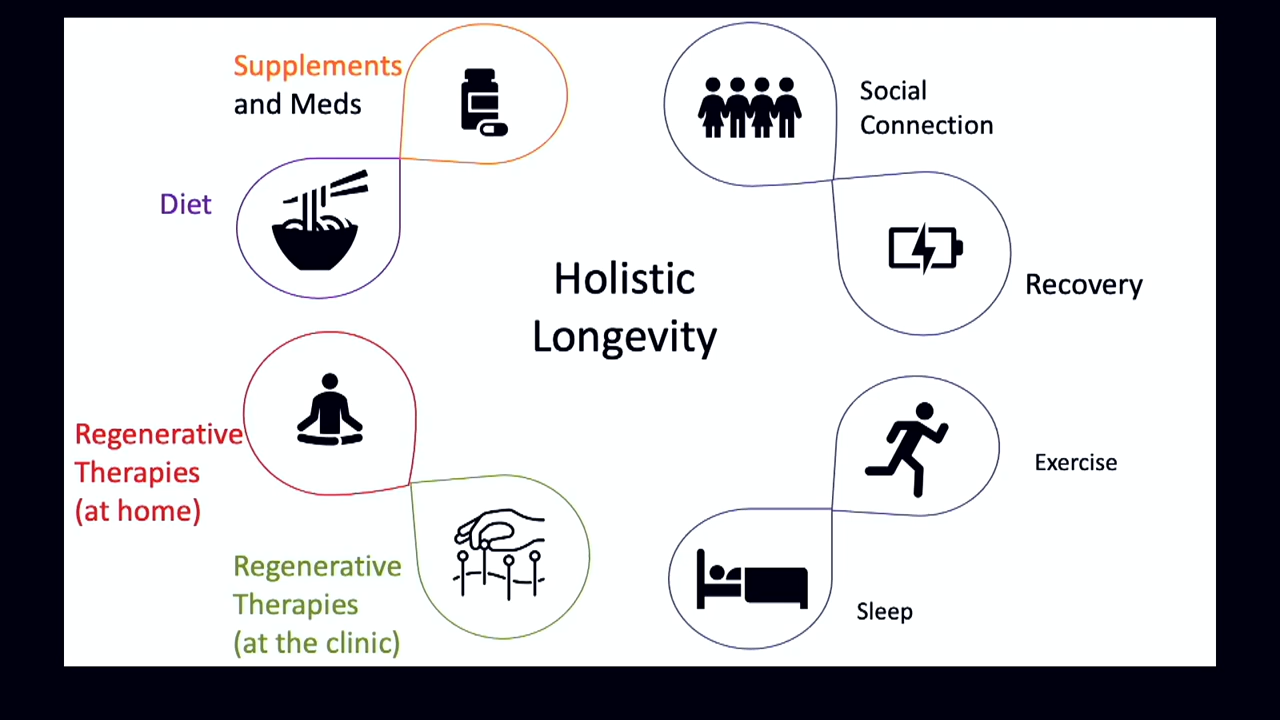 Supplements
and Meds
Diet
Social
Connection
Recovery
Holistic
Longevity
Regenerative
Therapies
(at home)
Regenerative
Therapies
(at the clinic)
Exercise
Sleep